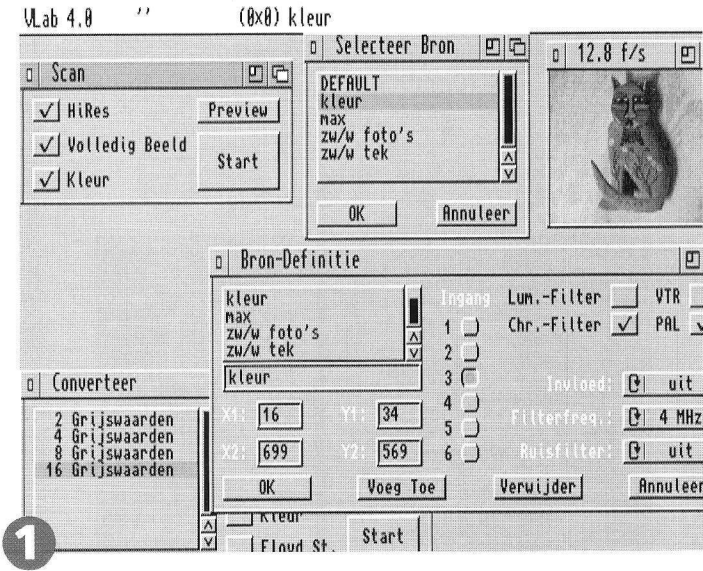 VLab 4.0 ’’ (0x0) kleur
Scan
HiRes
Volledig Beeld
Kleur
Preview
Start
Selecteer Bron
DEFAULT
kleur
max
zw/w foto's
zw/w tek
OK Annuleer
12.8 f/s
Bron-Definitie
kleur
max
zw/w foto's
zw/w tek
kleur
X1: 16 Y1: 34
X2: 699 Y2: 569
Ingang
1
2
3
4
5
6
Lum.-Filter VTR
Chr.-Filter PAL
Invloed: uit
Filterfreq.: 4 MHz
Ruisfilter: uit
OK Voeg Toe Verwijder Annuleer
Converteer
2 Grijswaarden
4 Grijswaarden
8 Grijswaarden
16 Grijswaarden
Kleur
Floyd St.
Start
1